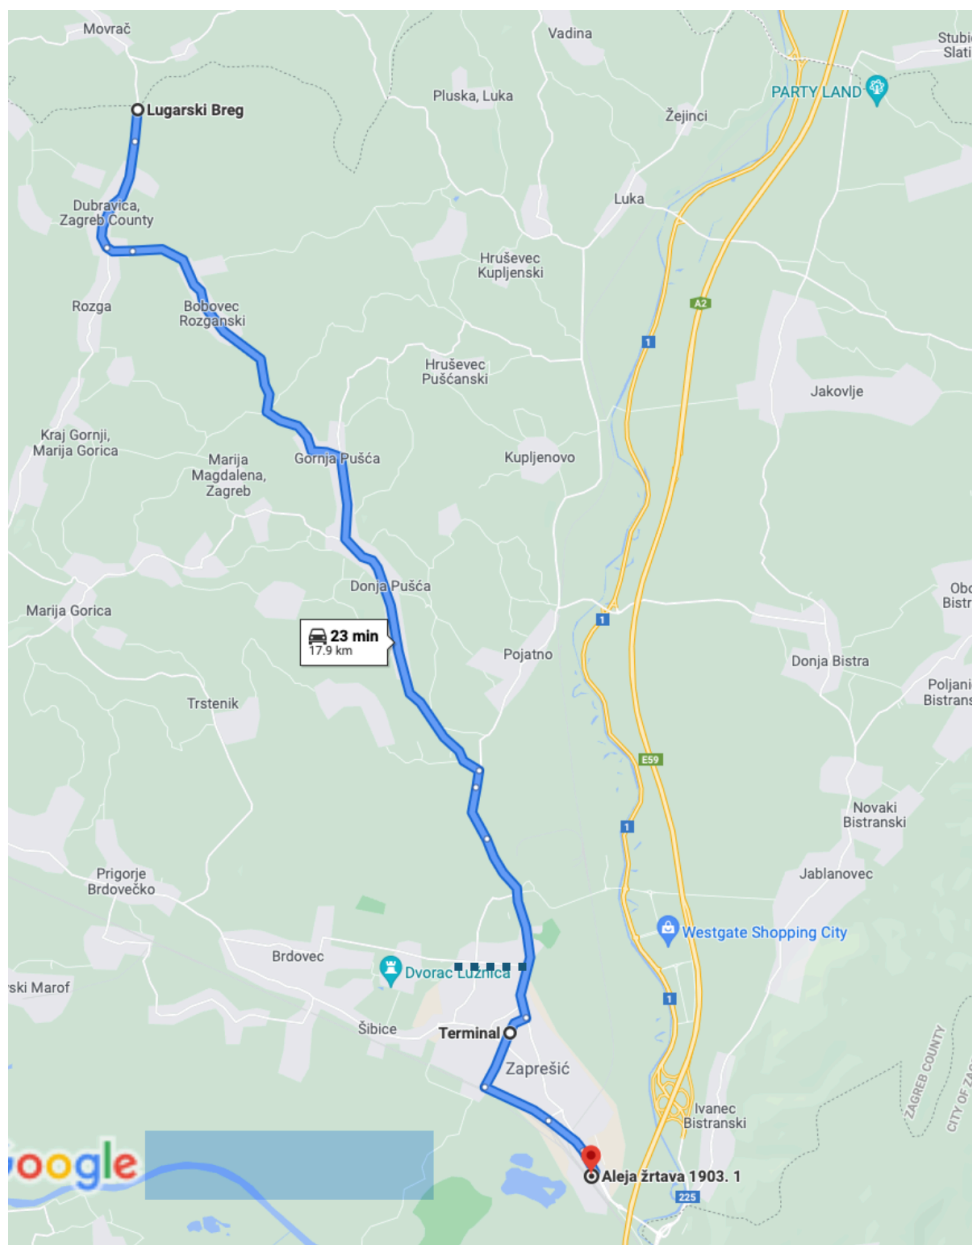 Movrač
Vadina
Stubi
Slati
PARTY LAND
Pluska, Luka
Lugarski Breg
Žejinci
Luka
Dubravica,
Zagreb County
Hruševec
Kupljenski
Rozga
Bobovec
Rozganski
A2
1
Hruševec
Pušćanski
Jakovlje
Kraj Gornji,
Marija Gorica
Gornja Pušća
Kupljenovo
Marija
Magdalena,
Zagreb
Donja Pušća
Obo
Bistr
Marija Gorica
1
23 min
17.9 km
Pojatno
Donja Bistra
Poljani
Bistrans
Trstenik
E59
Novaki
Bistranski
1
Prigorje
Brdovečko
Jablanovec
Westgate Shopping City
Brdovec
Dvorac Lužnica
vski Marof
1
Šibice
Terminal
Zaprešić
ZAGREB COUNTY
CITY OF ZA
Ivanec
Bistranski
oogle
Aleja žrtava 1903. 1
225